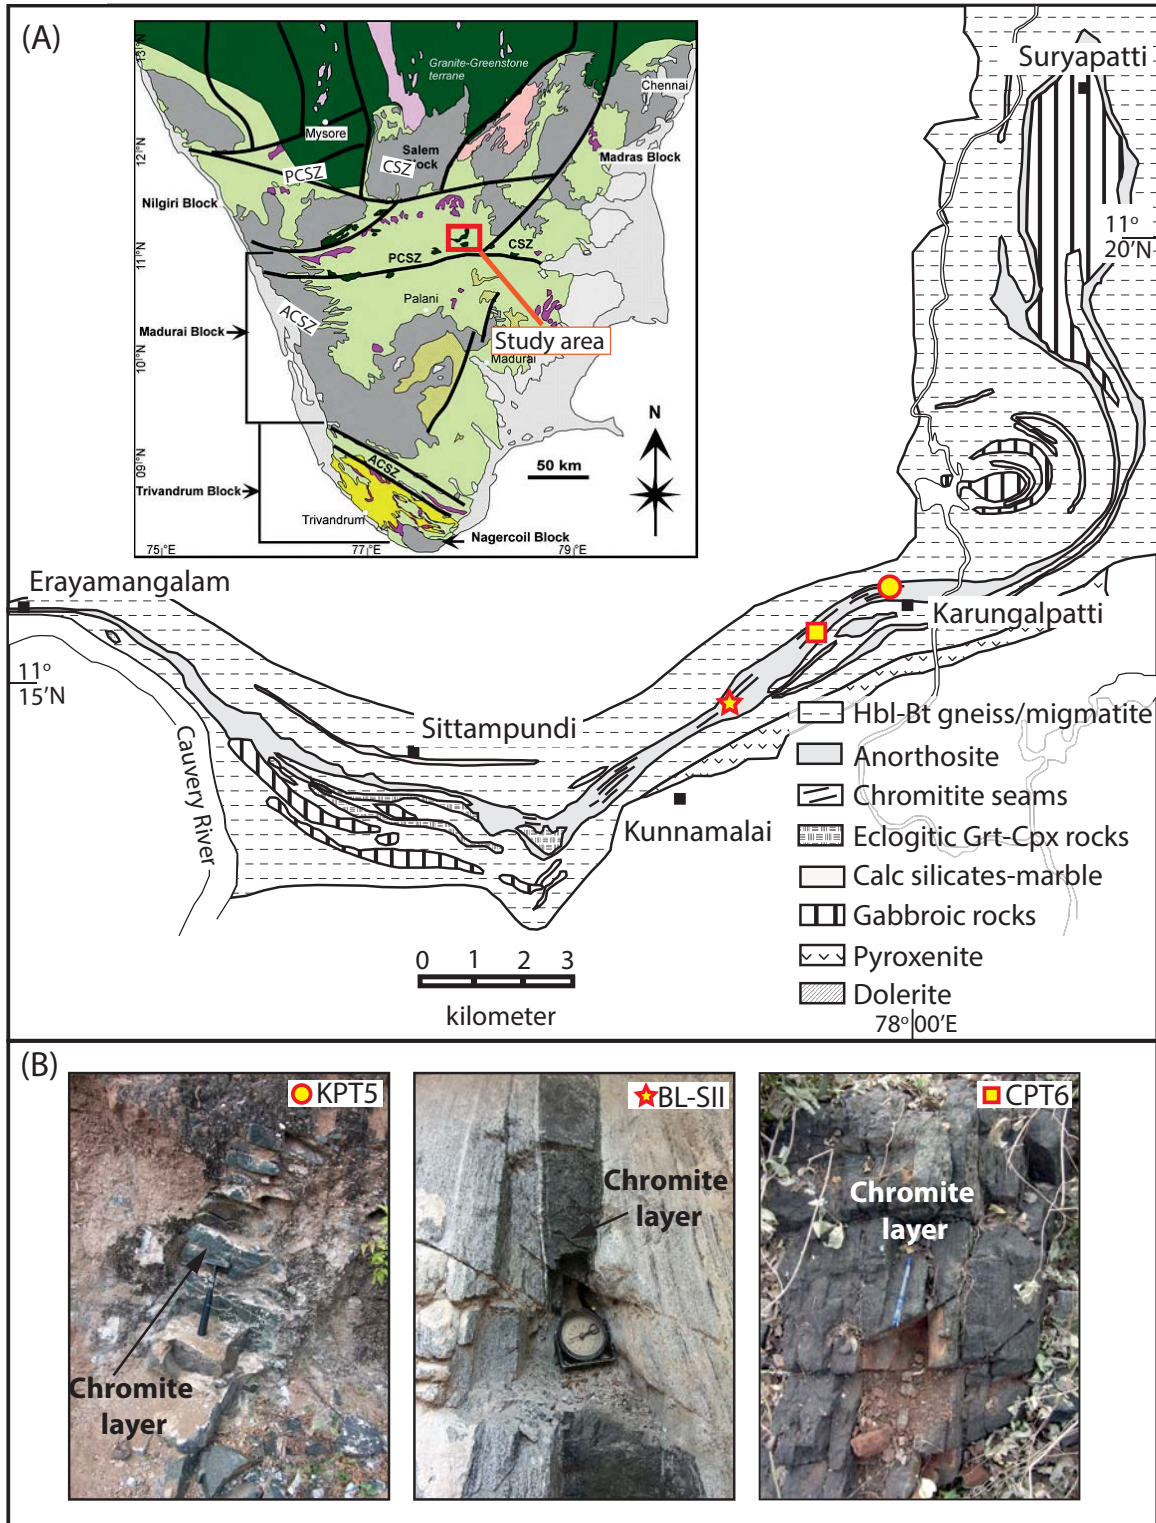 (A)
13|°N
12|°N
11|°N
10|°N
09|°N
75|°E
77|°E
79|°E
Granite-Greenstone
terrane
Chennai
Mysore
Salem
Block
CSZ
Madras Block
PCSZ
Nilgiri Block
CSZ
PCSZ
Palani
ACSZ
Madurai Block
Study area
Madurai
N
50 km
ACSZ
Trivandrum Block
Trivandrum
Nagercoil Block
Suryapatti
11°
20'N
Erayamangalam
Karungalpatti
11°
15'N
Sittampundi
Cauvery River
Kunnamalai
Hbl-Bt gneiss/migmatite
Anorthosite
Chromitite seams
Eclogitic Grt-Cpx rocks
Calc silicates-marble
Gabbroic rocks
Pyroxenite
Dolerite
0 1 2 3
kilometer
78°|00'E
(B)
KPT5
Chromite
layer
BL-SII
Chromite
layer
CPT6
Chromite
layer